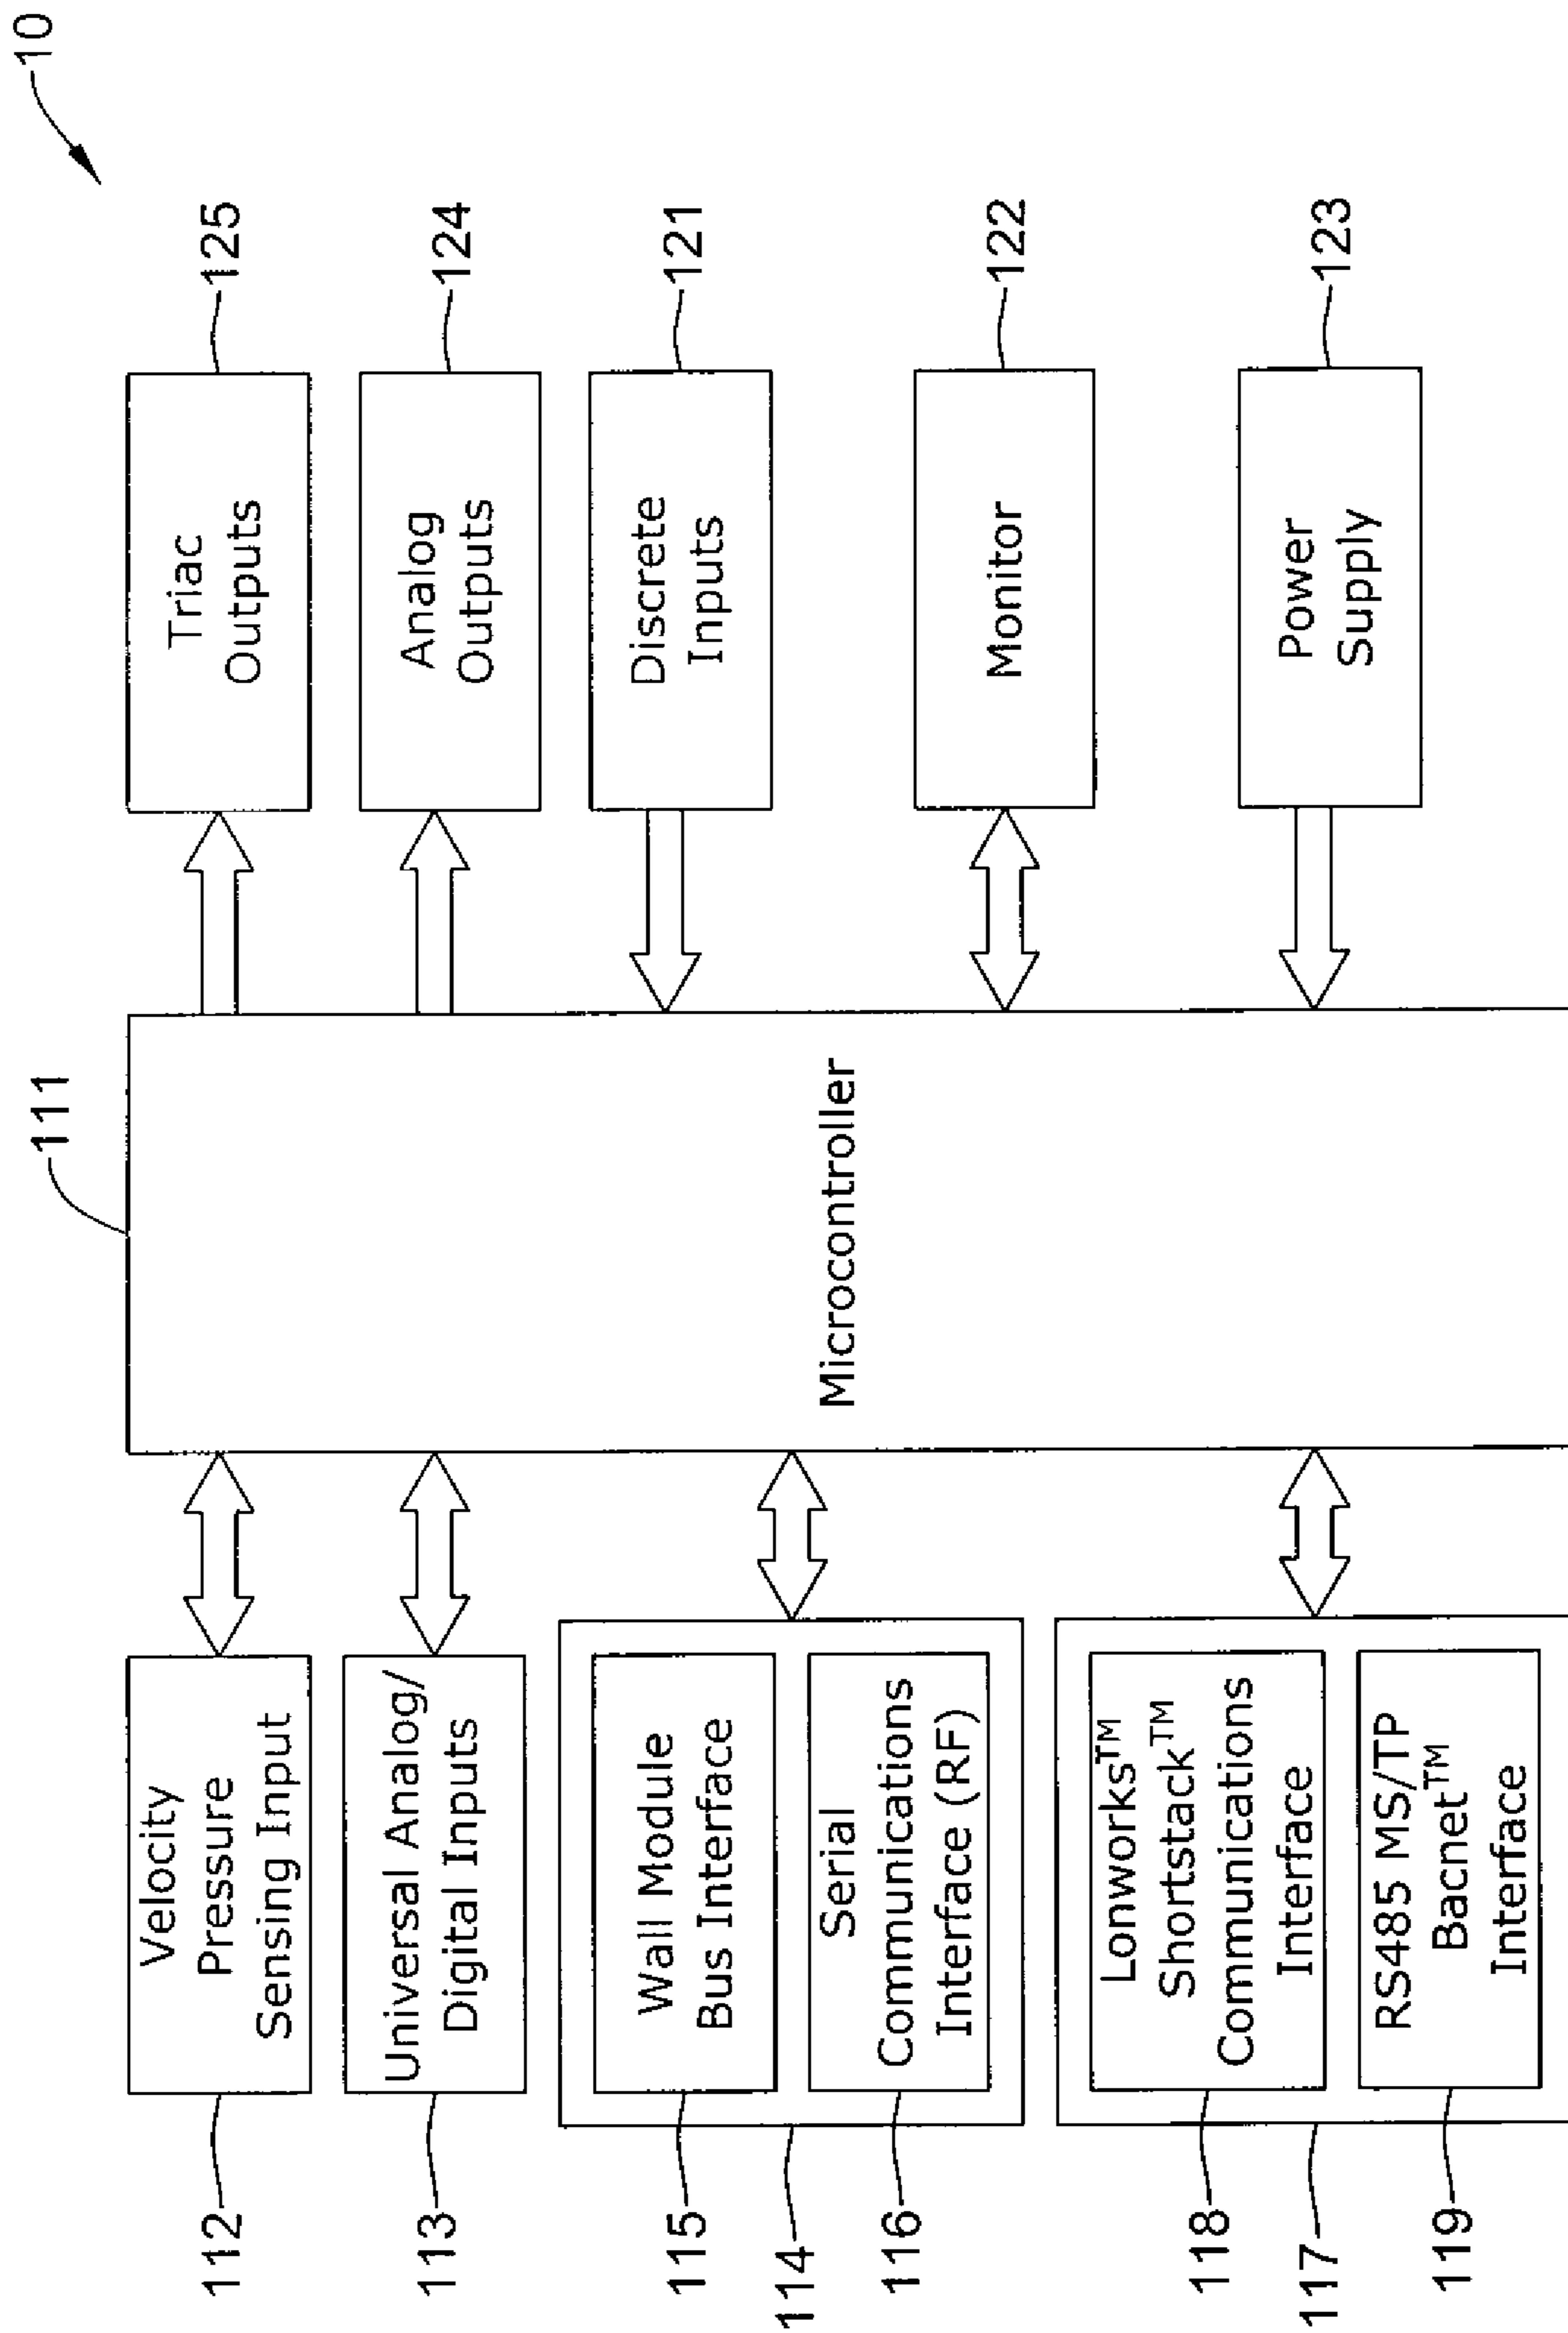 10
111
112
Velocity
Pressure
Sensing Input
113
Universal Analog/
Digital Inputs
114
115
Wall Module
Bus Interface
116
Serial
Communications
Interface (RF)
117
118
Lonworks™
Shortstack™
Communications
Interface
119
RS485 MS/TP
Bacnet™
Interface
Microcontroller
Triac
Outputs
125
Analog
Outputs
124
Discrete
Inputs
121
Monitor
122
Power
Supply
123